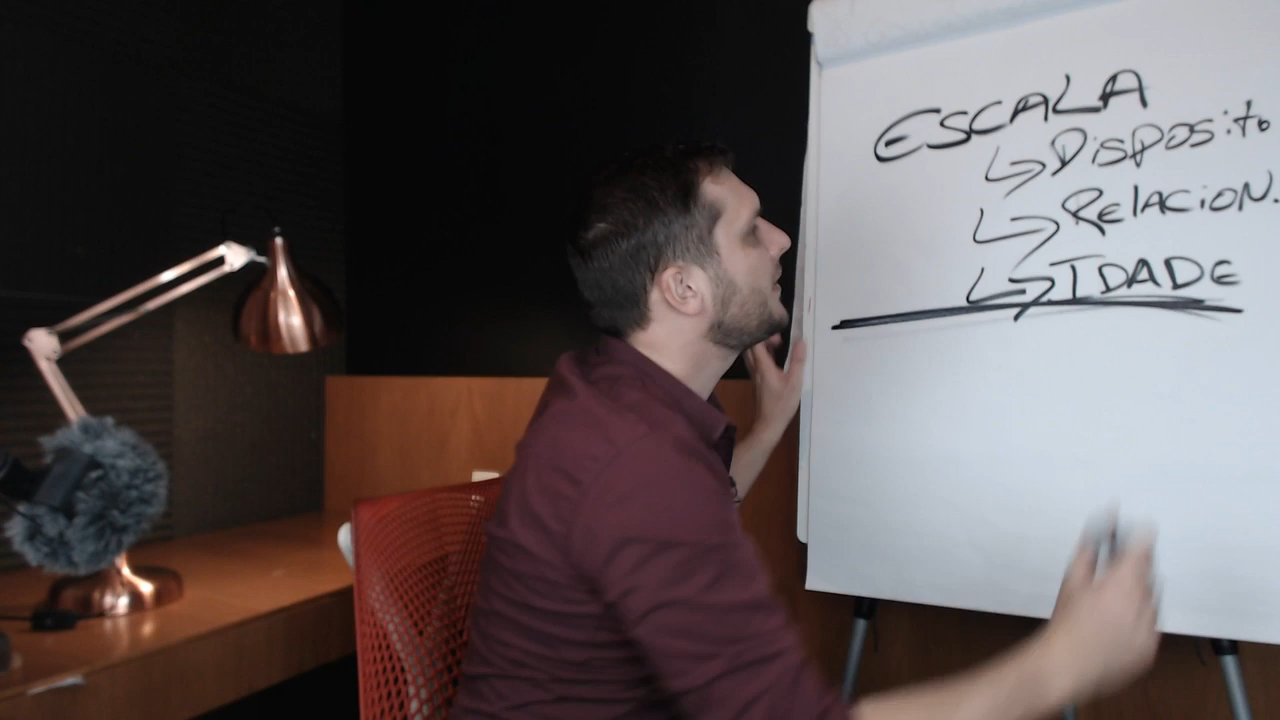 ESCALA
↳ Disposito
↳ RElACiON.
↳ IDADE